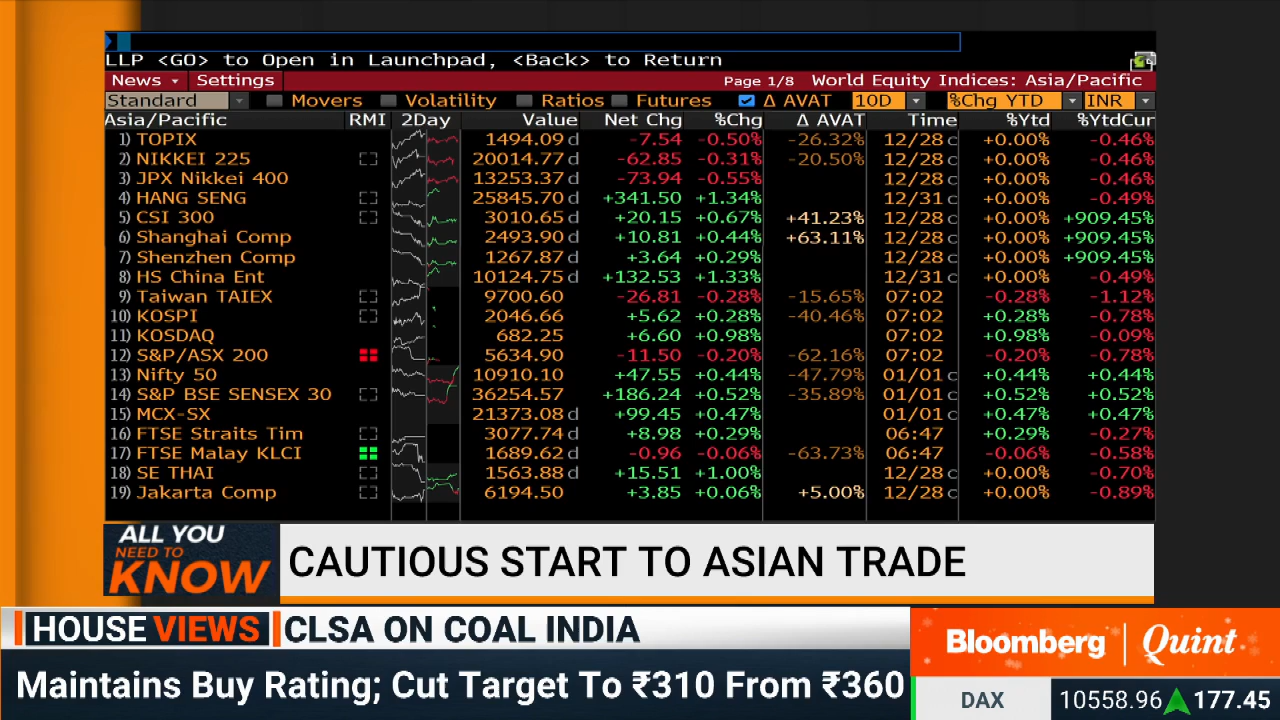 LLP <GO> to Open in Launchpad, <Back> to Return
News Settings Page 1/8 World Equity Indices: Asia/Pacific
Standard Movers Volatility Ratios Futures Δ AVAT 10D %Chg YTD INR
Asia/Pacific RMI 2Day Value Net Chg %Chg Δ AVAT Time %Ytd %YtdCur
1) TOPIX 1494.09 d -7.54 -0.50% -26.32% 12/28 c +0.00% -0.46%
2) NIKKEI 225 20014.77 d -62.85 -0.31% -20.50% 12/28 c +0.00% -0.46%
3) JPX Nikkei 400 13253.37 d -73.94 -0.55% 12/28 c +0.00% -0.46%
4) HANG SENG 25845.70 d +341.50 +1.34% 12/31 c +0.00% -0.49%
5) CSI 300 3010.65 d +20.15 +0.67% +41.23% 12/28 c +0.00% +909.45%
6) Shanghai Comp 2493.90 d +10.81 +0.44% +63.11% 12/28 c +0.00% +909.45%
7) Shenzhen Comp 1267.87 d +3.64 +0.29% 12/28 c +0.00% +909.45%
8) HS China Ent 10124.75 d +132.53 +1.33% 12/31 c +0.00% -0.49%
9) Taiwan TAIEX 9700.60 -26.81 -0.28% -15.65% 07:02 -0.28% -1.12%
10) KOSPI 2046.66 +5.62 +0.28% -40.46% 07:02 +0.28% -0.78%
11) KOSDAQ 682.25 +6.60 +0.98% 07:02 +0.98% -0.09%
12) S&P/ASX 200 5634.90 -11.50 -0.20% -62.16% 07:02 -0.20% -0.78%
13) Nifty 50 10910.10 +47.55 +0.44% -47.79% 01/01 c +0.44% +0.44%
14) S&P BSE SENSEX 30 36254.57 +186.24 +0.52% -35.89% 01/01 c +0.52% +0.52%
15) MCX-SX 21373.08 d +99.45 +0.47% 01/01 c +0.47% +0.47%
16) FTSE Straits Tim 3077.74 d +8.98 +0.29% 06:47 +0.29% -0.27%
17) FTSE Malay KLCI 1689.62 d -0.96 -0.06% -63.73% 06:47 -0.06% -0.58%
18) SE THAI 1563.88 d +15.51 +1.00% 12/28 c +0.00% -0.70%
19) Jakarta Comp 6194.50 +3.85 +0.06% +5.00% 12/28 c +0.00% -0.89%
ALL YOU
NEED TO
KNOW
CAUTIOUS START TO ASIAN TRADE
HOUSE VIEWS CLSA ON COAL INDIA
Maintains Buy Rating; Cut Target To ₹310 From ₹360
Bloomberg | Quint
DAX 10558.96 ▲ 177.45